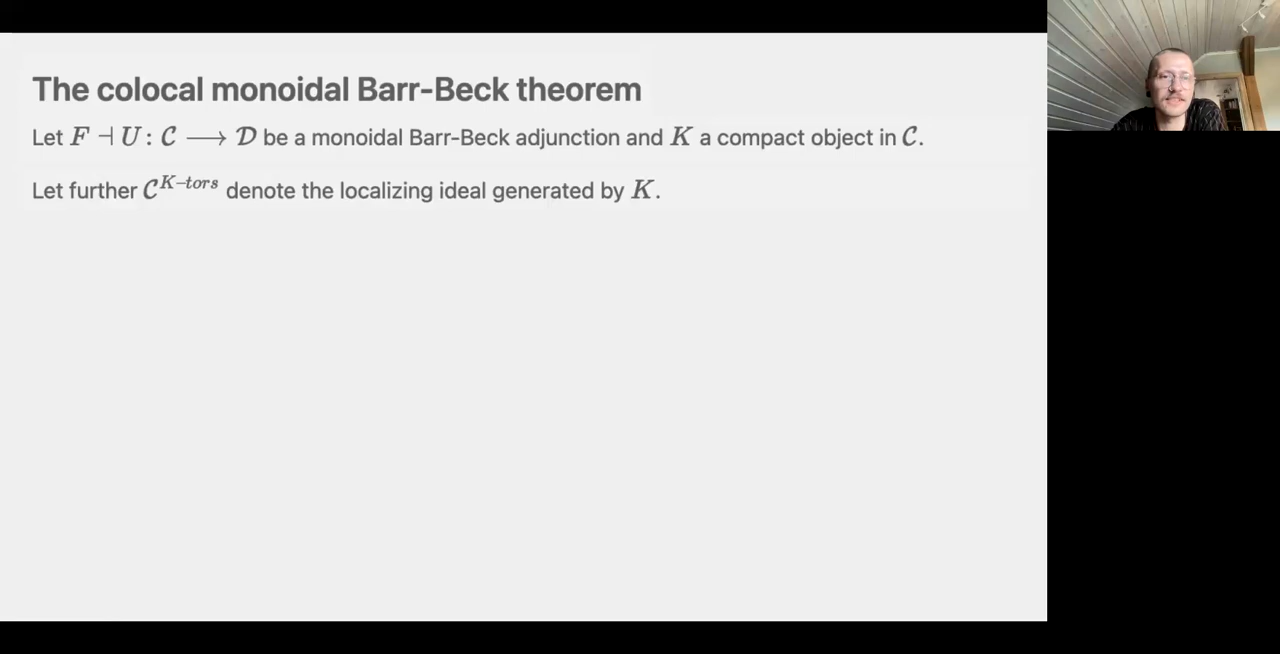 The colocal monoidal Barr-Beck theorem
Let F ⊣ U : 𝒞 ⟶ 𝒟 be a monoidal Barr-Beck adjunction and K a compact object in 𝒞.
Let further 𝒞^{K−tors} denote the localizing ideal generated by K.